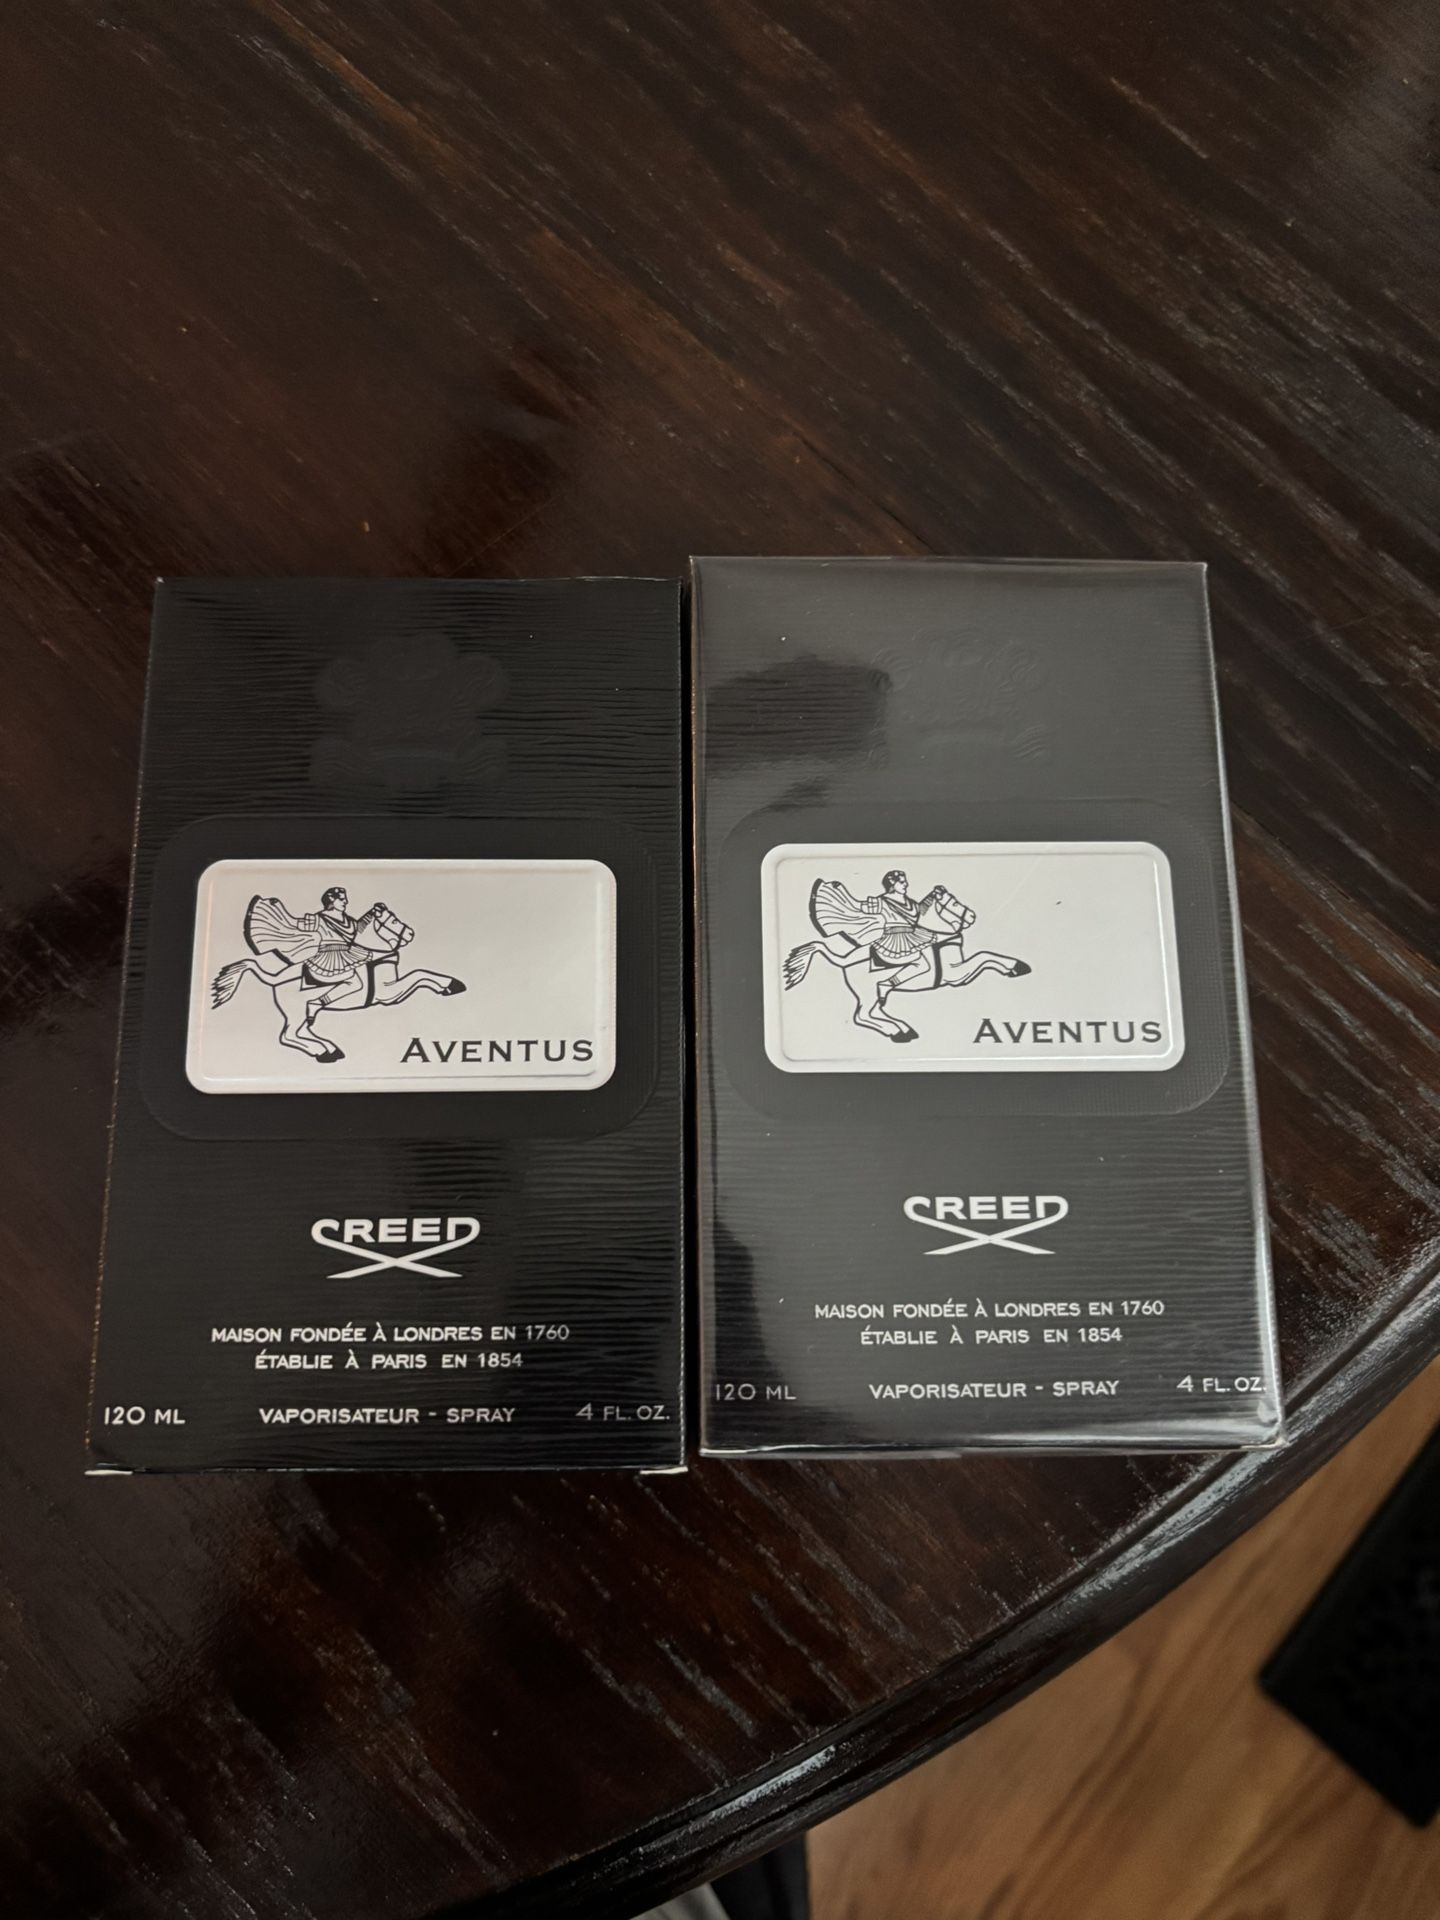 AVENTUS
CREED
MAISON FONDÉE À LONDRES EN 1760
ÉTABLIE À PARIS EN 1854
120 ML VAPORISATEUR - SPRAY 4 FL. OZ.
AVENTUS
CREED
MAISON FONDÉE À LONDRES EN 1760
ÉTABLIE À PARIS EN 1854
120 ML VAPORISATEUR - SPRAY 4 FL. OZ.